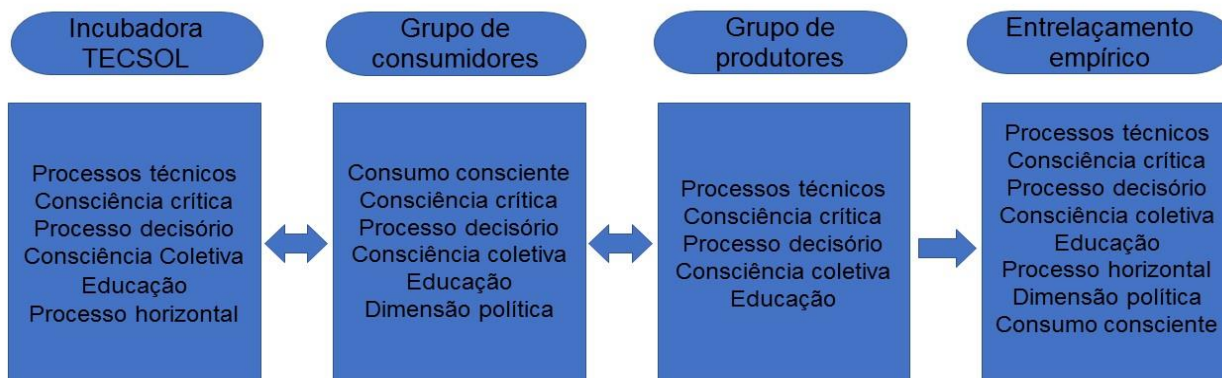 Incubadora
TECSOL
Grupo de
consumidores
Grupo de
produtores
Entrelaçamento
empírico
Processos técnicos
Consciência crítica
Processo decisório
Consciência Coletiva
Educação
Processo horizontal
Consumo consciente
Consciência crítica
Processo decisório
Consciência coletiva
Educação
Dimensão política
Processos técnicos
Consciência crítica
Processo decisório
Consciência coletiva
Educação
Processos técnicos
Consciência crítica
Processo decisório
Consciência coletiva
Educação
Processo horizontal
Dimensão política
Consumo consciente